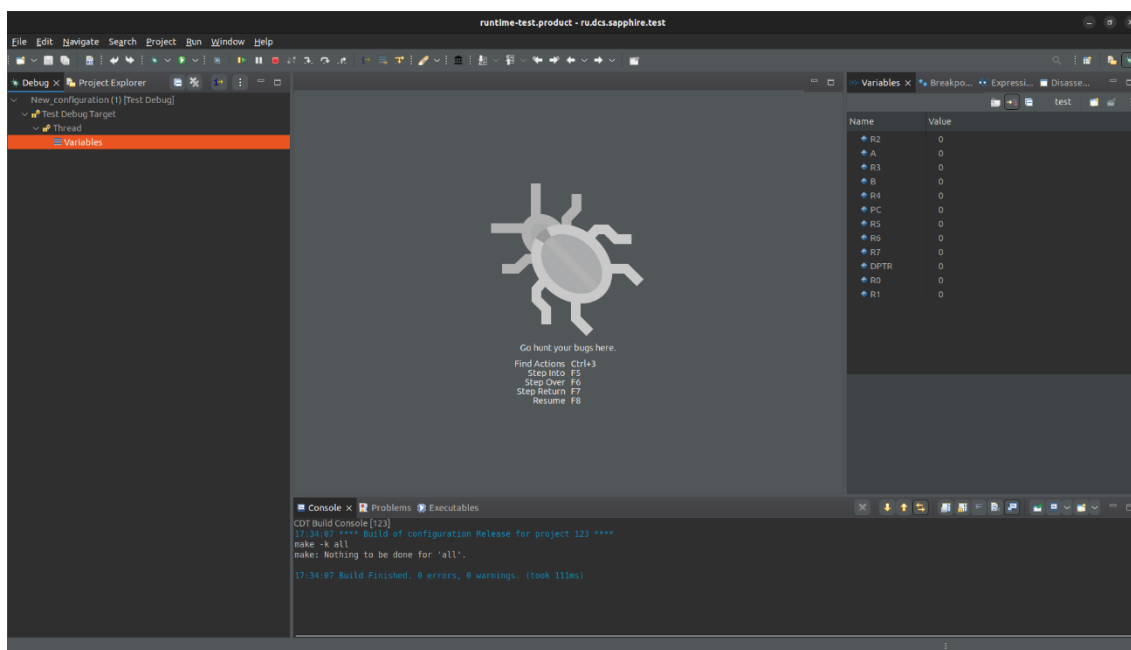 runtime-test.product - ru.dcs.sapphire.test
File Edit Navigate Search Project Run Window Help
Debug Project Explorer
New_configuration (1) [Test Debug]
Test Debug Target
Thread
Variables
Go hunt your bugs here.
Find Actions Ctrl+3
Step Into F5
Step Over F6
Step Return F7
Resume F8
Variables Breakpo... Expressi... Disasse...
test
Name Value
R2 0
A 0
R3 0
B 0
R4 0
PC 0
R5 0
R6 0
R7 0
DPTR 0
R0 0
R1 0
Console Problems Executables
CDT Build Console [123]
17:34:07 **** Build of configuration Release for project 123 ****
make -k all
make: Nothing to be done for 'all'.
17:34:07 Build Finished. 0 errors, 0 warnings. (took 111ms)